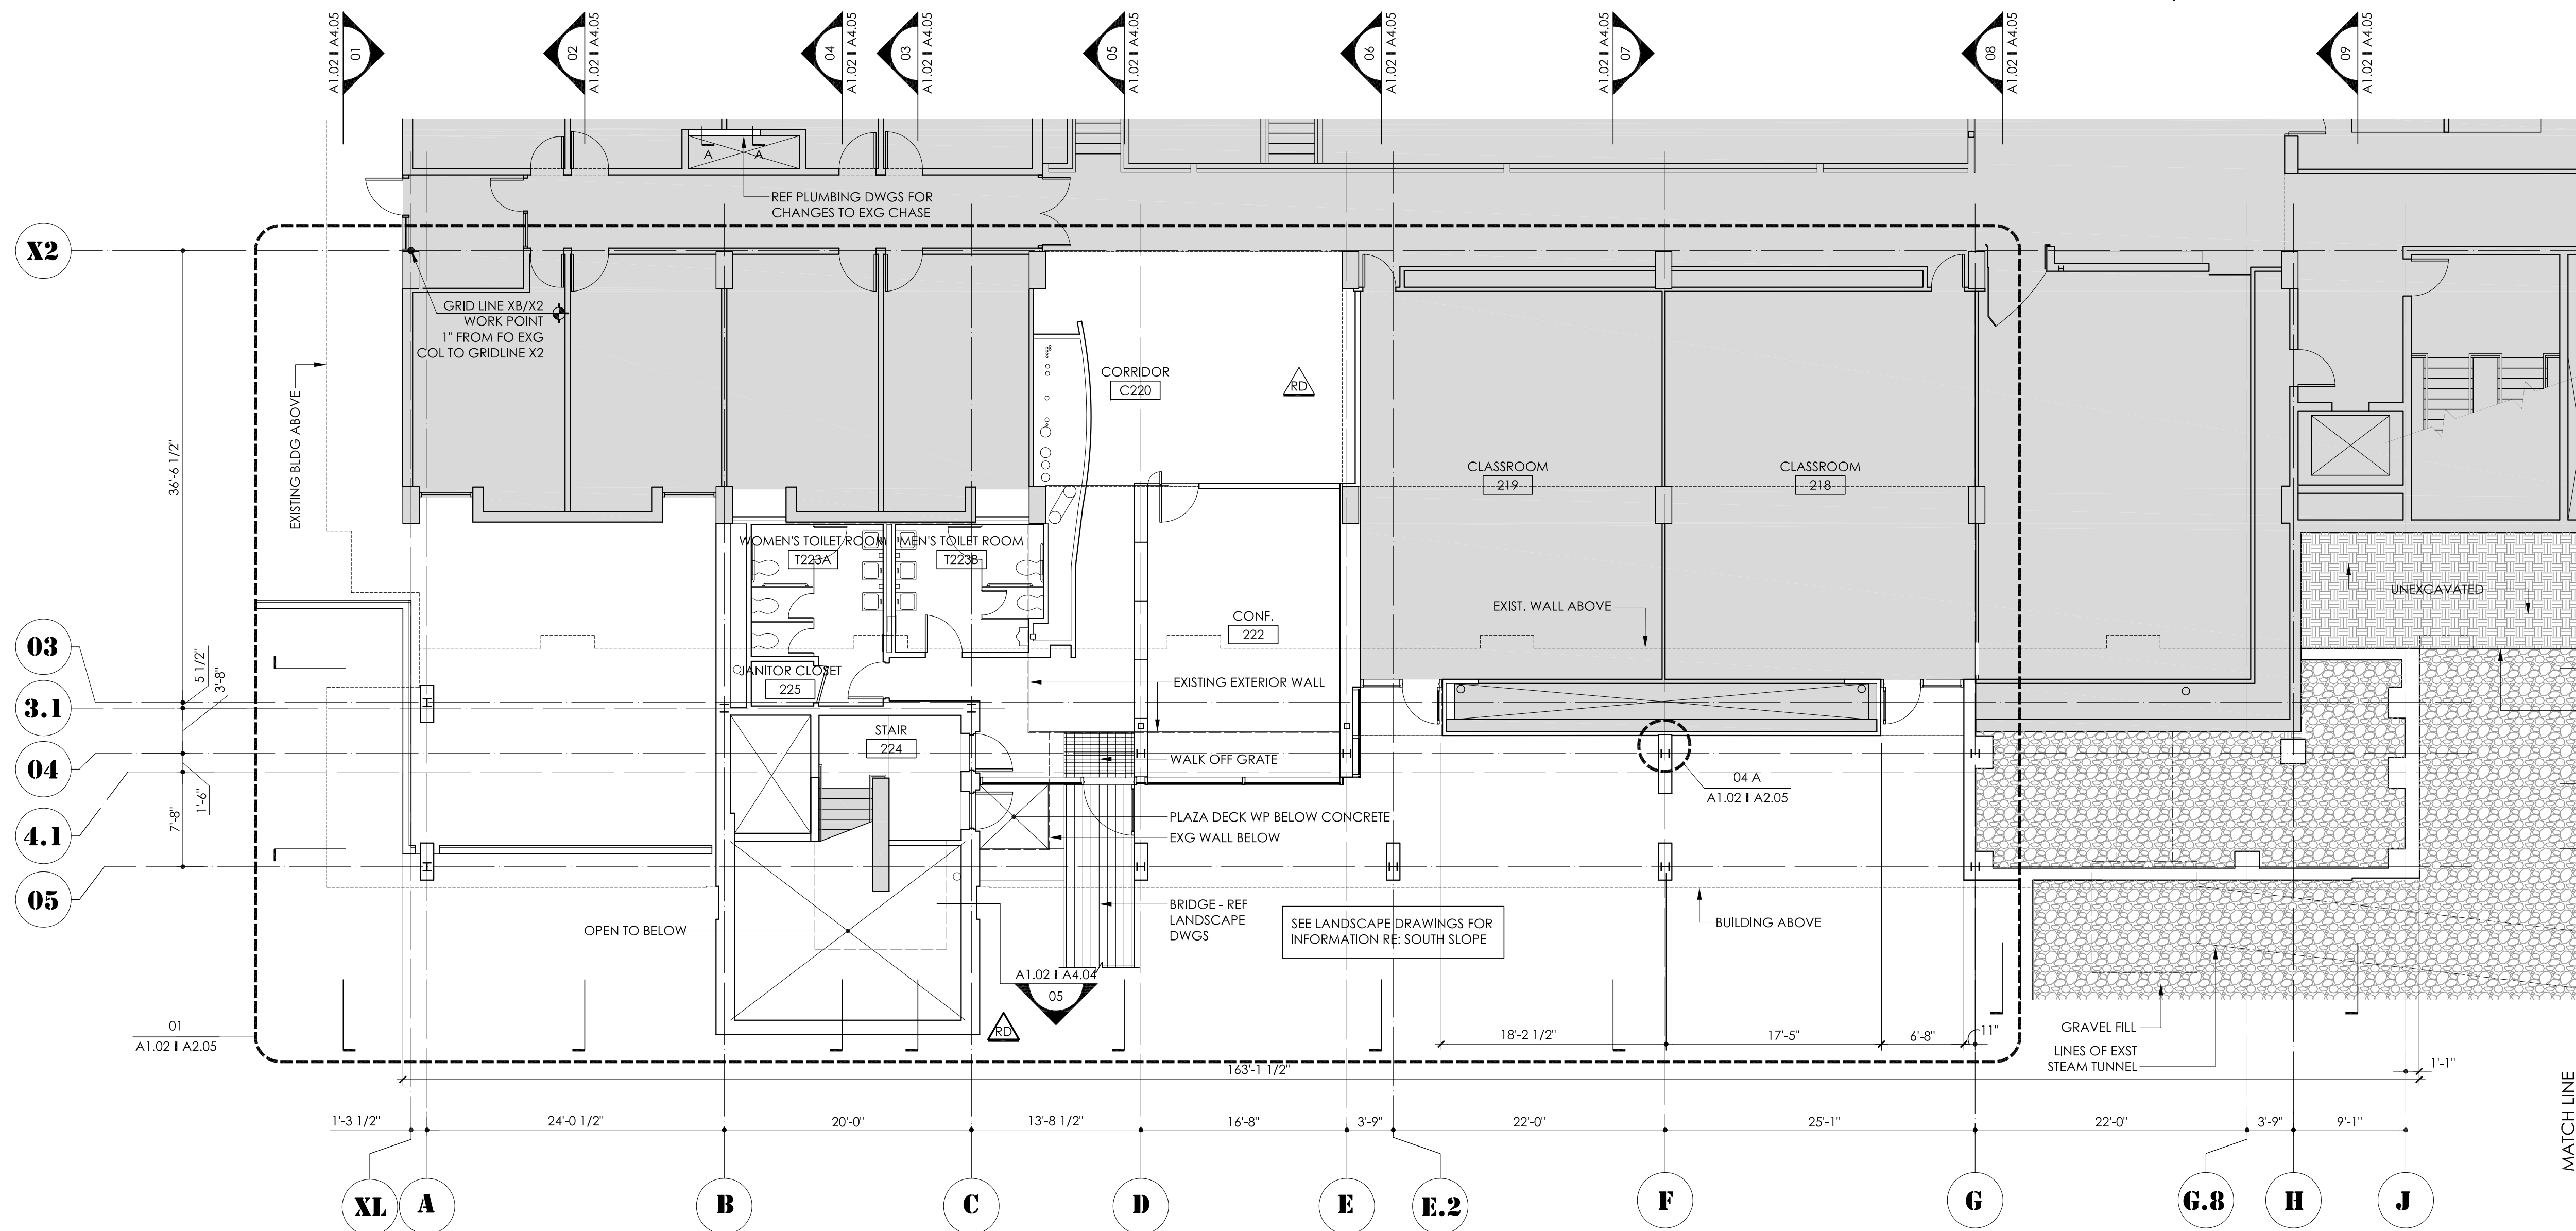 A1.02 | A4.05
01
A1.02 | A4.05
02
A1.02 | A4.05
04
A1.02 | A4.05
03
A1.02 | A4.05
05
A1.02 | A4.05
06
A1.02 | A4.05
07
A1.02 | A4.05
08
A1.02 | A4.05
09
A
A
REF PLUMBING DWGS FOR
CHANGES TO EXG CHASE
X2
GRID LINE XB/X2
WORK POINT
1" FROM FO EXG
COL TO GRIDLINE X2
EXISTING BLDG ABOVE
36'-6 1/2"
CORRIDOR
C220
RD
CLASSROOM
219
CLASSROOM
218
WOMEN'S TOILET ROOM
T223A
MEN'S TOILET ROOM
T223B
UNEXCAVATED
EXIST. WALL ABOVE
CONF.
222
03
5 1/2"
3'-8"
JANITOR CLOSET
225
EXISTING EXTERIOR WALL
3.1
STAIR
224
04
WALK OFF GRATE
04 A
A1.02 | A2.05
4.1
7'-8"
1'-6"
PLAZA DECK WP BELOW CONCRETE
EXG WALL BELOW
05
BRIDGE - REF
LANDSCAPE
DWGS
SEE LANDSCAPE DRAWINGS FOR
INFORMATION RE: SOUTH SLOPE
BUILDING ABOVE
OPEN TO BELOW
A1.02 | A4.04
05
RD
01
A1.02 | A2.05
18'-2 1/2"
17'-5"
6'-8"
11"
GRAVEL FILL
LINES OF EXST
STEAM TUNNEL
163'-1 1/2"
1'-1"
MATCH LINE
1'-3 1/2"
24'-0 1/2"
20'-0"
13'-8 1/2"
16'-8"
3'-9"
22'-0"
25'-1"
22'-0"
3'-9"
9'-1"
XL
A
B
C
D
E
E.2
F
G
G.8
H
J